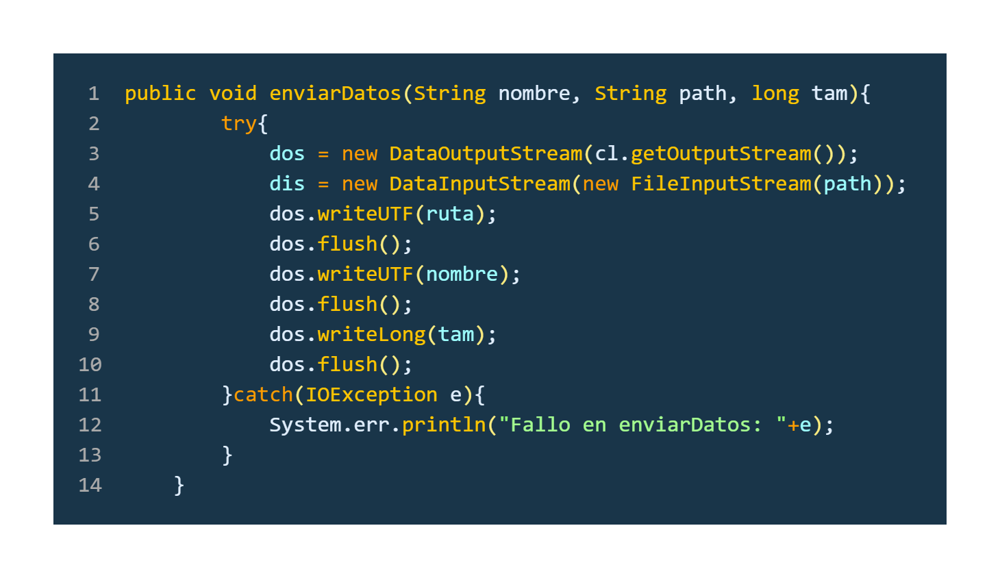 1 public void enviarDatos(String nombre, String path, long tam){
2         try{
3             dos = new DataOutputStream(cl.getOutputStream());
4             dis = new DataInputStream(new FileInputStream(path));
5             dos.writeUTF(ruta);
6             dos.flush();
7             dos.writeUTF(nombre);
8             dos.flush();
9             dos.writeLong(tam);
10             dos.flush();
11         }catch(IOException e){
12             System.err.println("Fallo en enviarDatos: "+e);
13         }
14     }